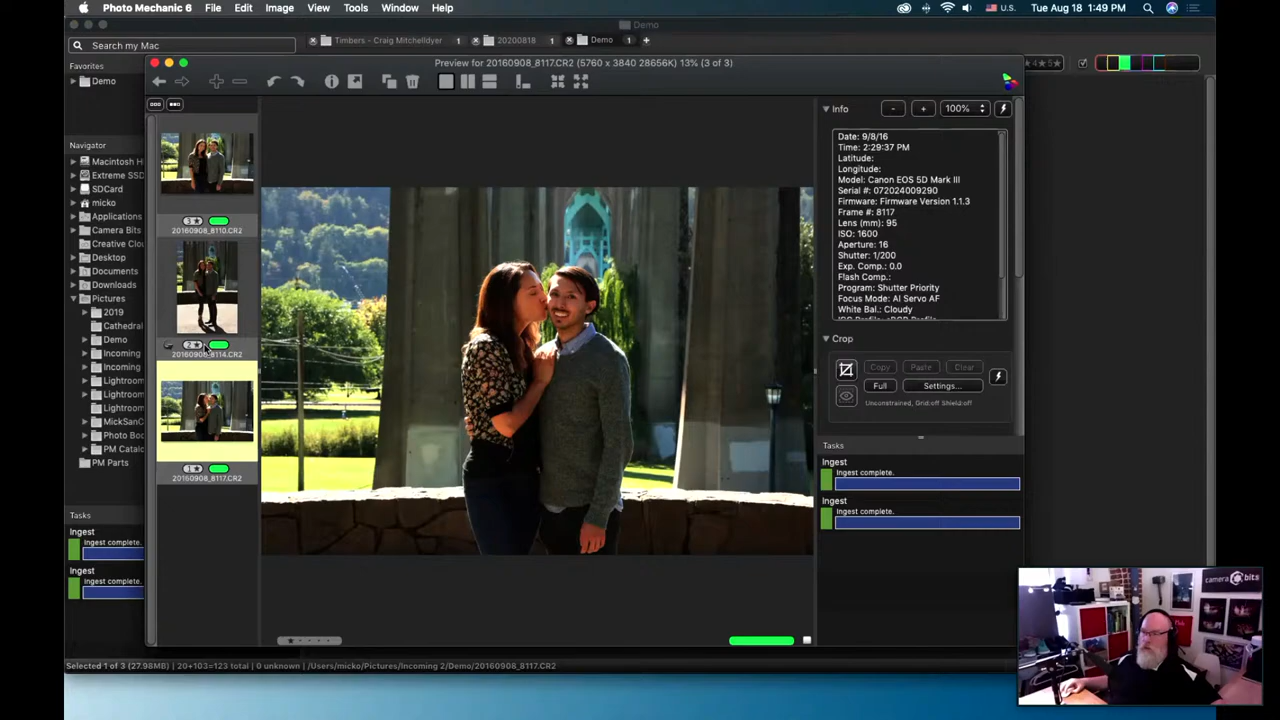 Photo Mechanic 6 File Edit Image View Tools Window Help
U.S. Tue Aug 18 1:49 PM
Demo
Search my Mac
Timbers - Craig Mitchelldyer 1 20200818 1 Demo 1
Favorites
Demo
Navigator
Macintosh H
Extreme SSD
SDCard
micko
Applications
Camera Bits
Creative Clou
Desktop
Documents
Downloads
Pictures
2019
Cathedral
Demo
Incoming
Incoming
Lightroom
Lightroom
Lightroom
MickSanC
Photo Boo
PM Catalo
PM Parts
Tasks
Ingest
Ingest complete.
Ingest
Ingest complete.
Preview for 20160908_8117.CR2 (5760 x 3840 28656K) 13% (3 of 3)
3★
20160908_8110.CR2
2★
20160908_8114.CR2
1★
20160908_8117.CR2
Info - + 100%
Date: 9/8/16
Time: 2:29:37 PM
Latitude:
Longitude:
Model: Canon EOS 5D Mark III
Serial #: 072024009290
Firmware: Firmware Version 1.1.3
Frame #: 8117
Lens (mm): 95
ISO: 1600
Aperture: 16
Shutter: 1/200
Exp. Comp.: 0.0
Flash Comp.:
Program: Shutter Priority
Focus Mode: AI Servo AF
White Bal.: Cloudy
Crop
Copy Paste Clear
Full Settings...
Unconstrained, Grid:off Shield:off
Tasks
Ingest
Ingest complete.
Ingest
Ingest complete.
4★ 5★
camera bits
Selected 1 of 3 (27.98MB) | 20+103=123 total | 0 unknown | /Users/micko/Pictures/Incoming 2/Demo/20160908_8117.CR2